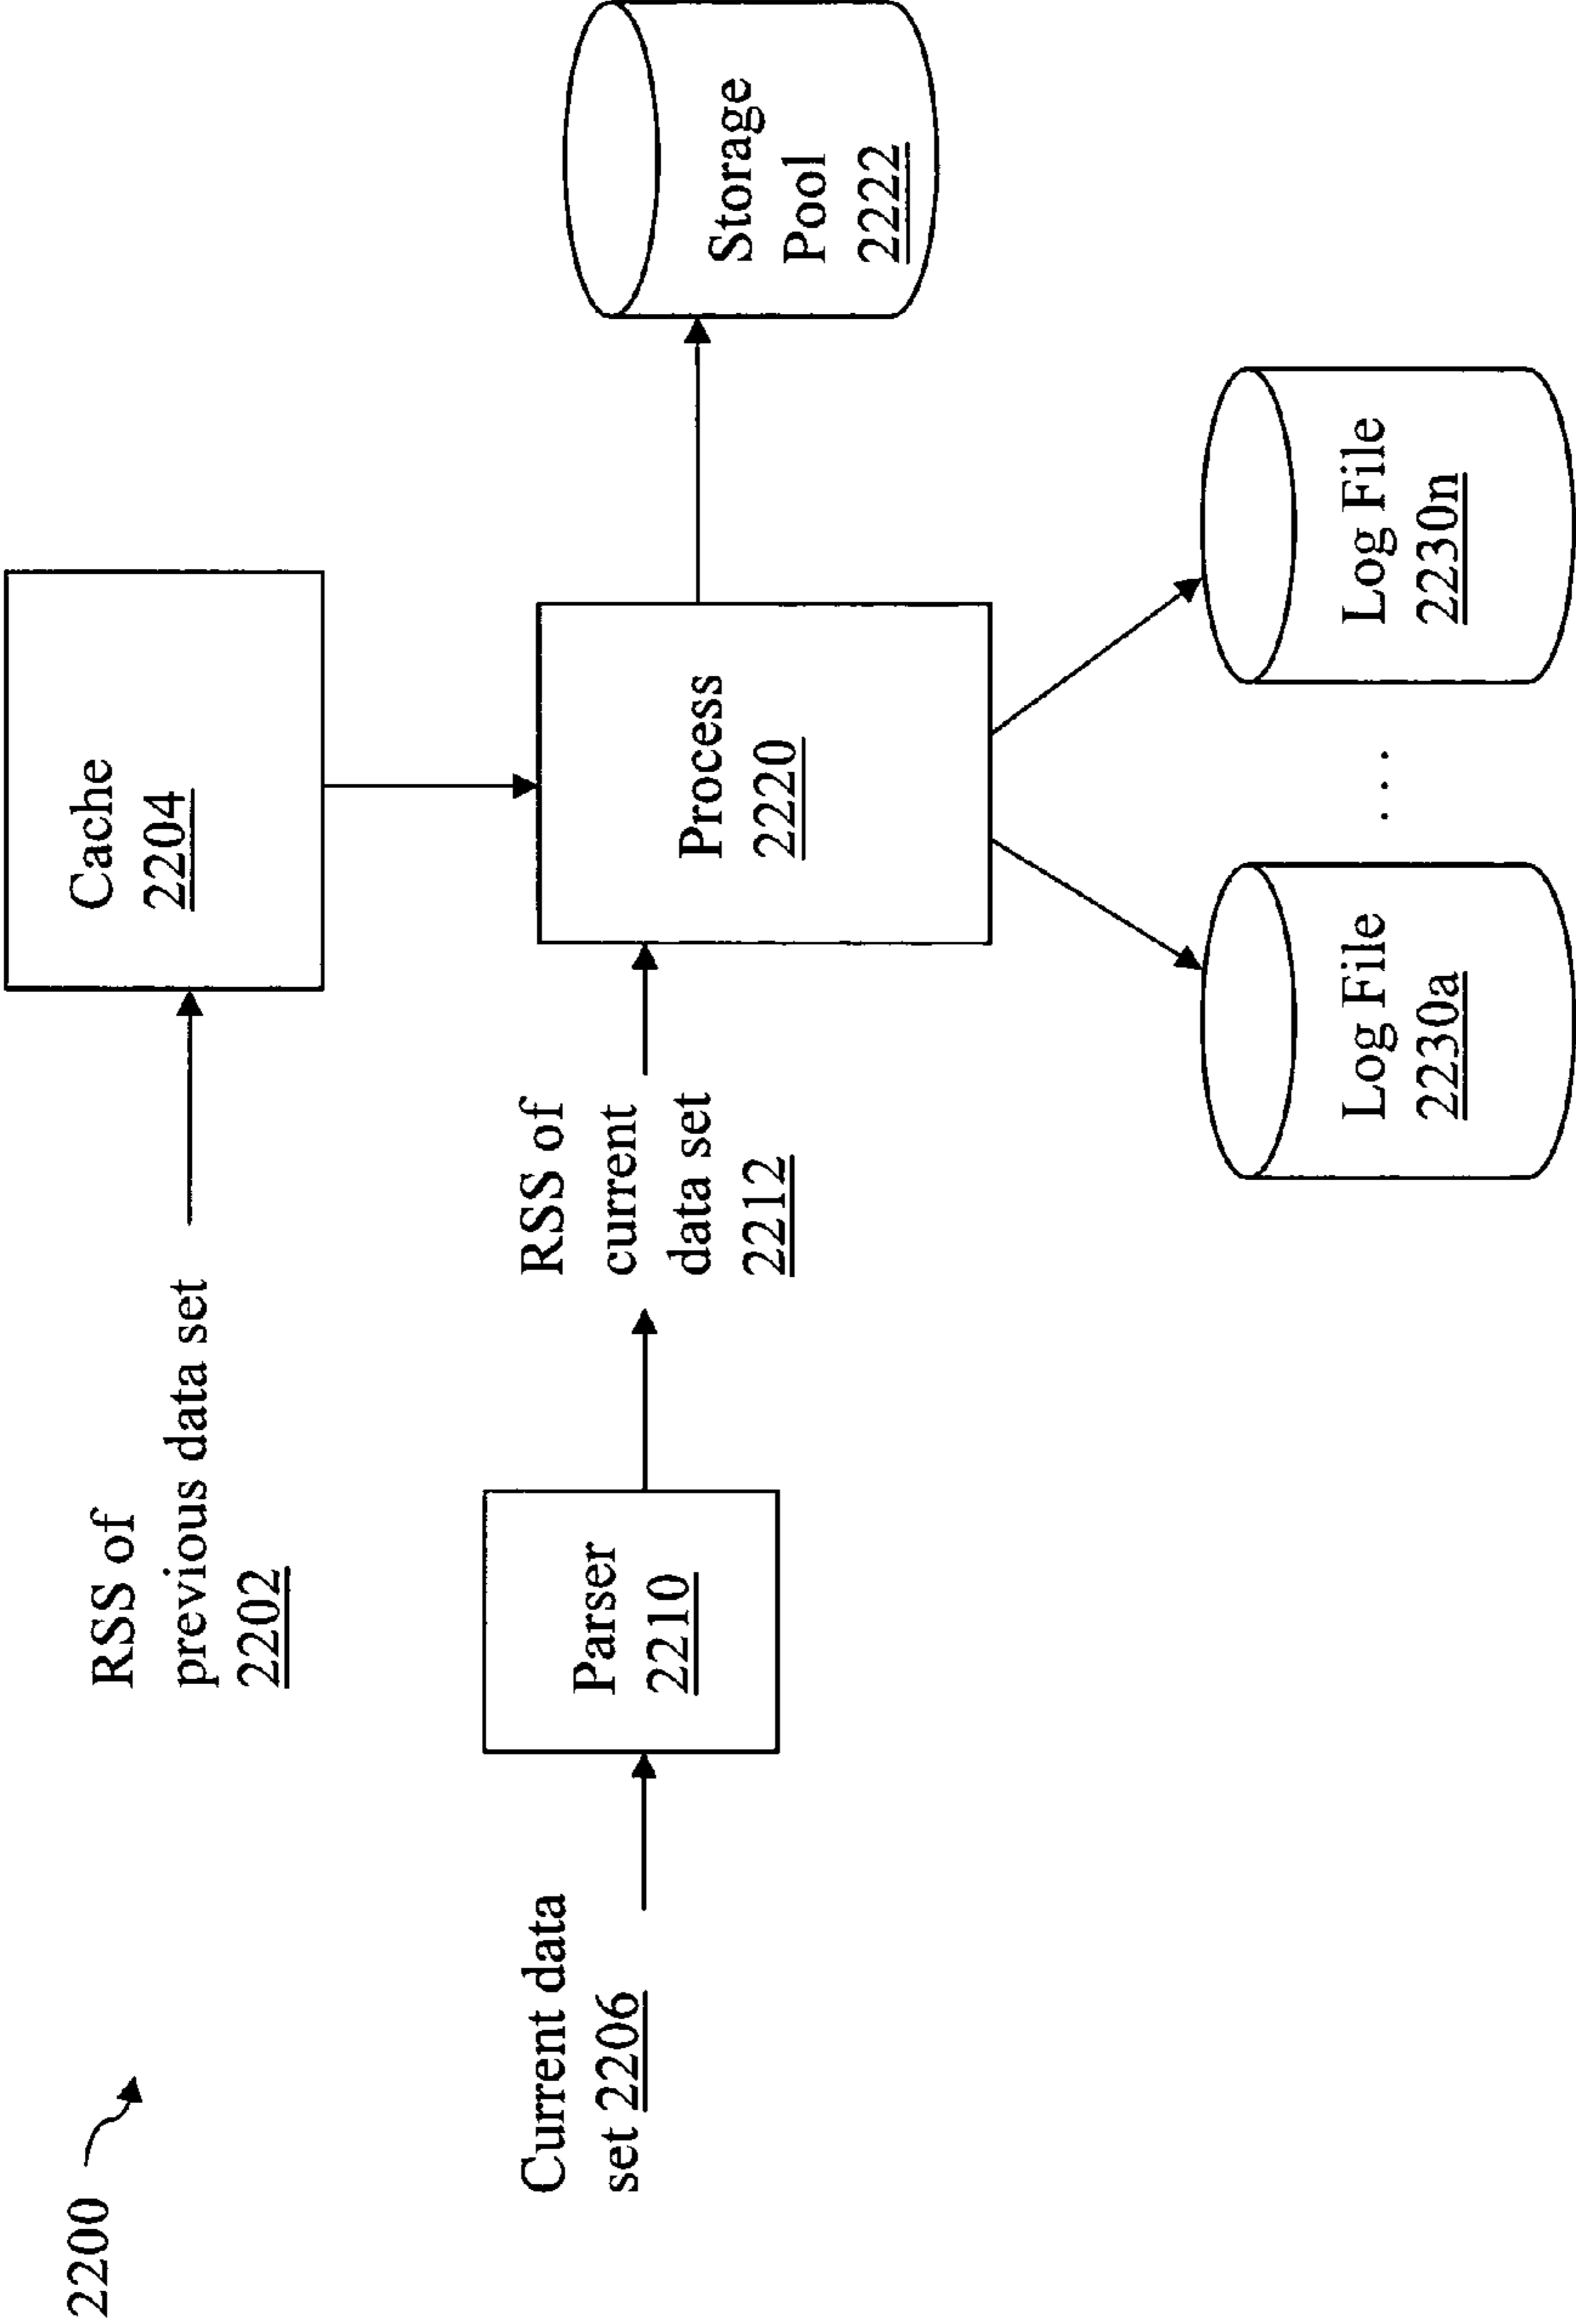 2200
RSS of
previous data set
2202
Cache
2204
Current data
set 2206
Parser
2210
RSS of
current
data set
2212
Process
2220
Storage
Pool
2222
Log File
2230a
. . .
Log File
2230n